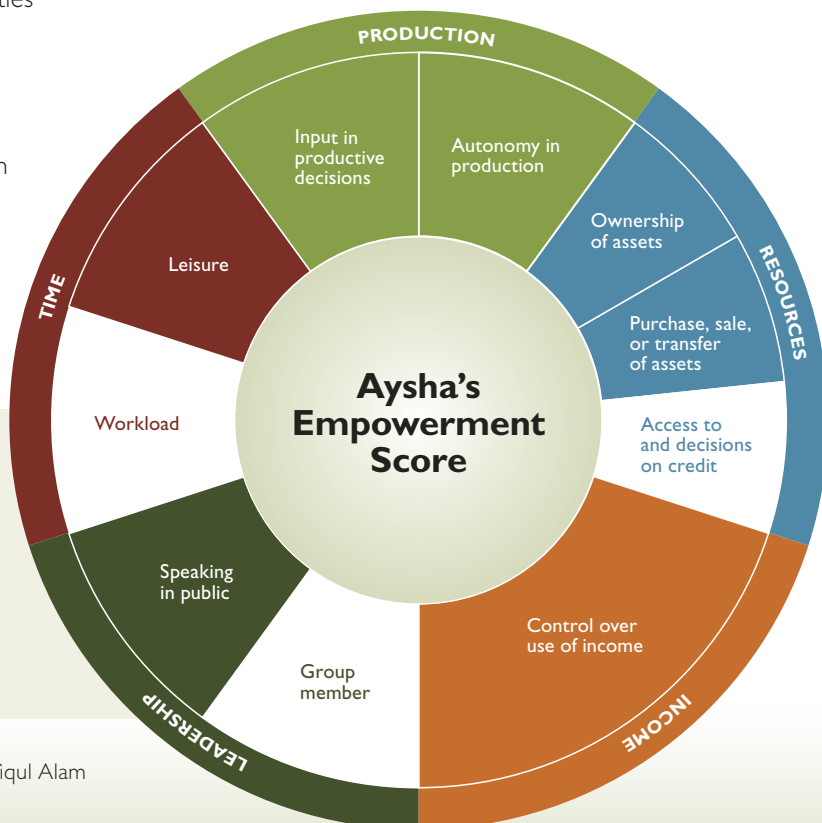 PRODUCTION
Input in
productive
decisions
Autonomy in
production
RESOURCES
Ownership
of assets
Purchase, sale,
or transfer
of assets
Access to
and decisions
on credit
INCOME
Control over
use of income
LEADERSHIP
Group
member
Speaking
in public
TIME
Workload
Leisure
Aysha’s
Empowerment
Score
Alam